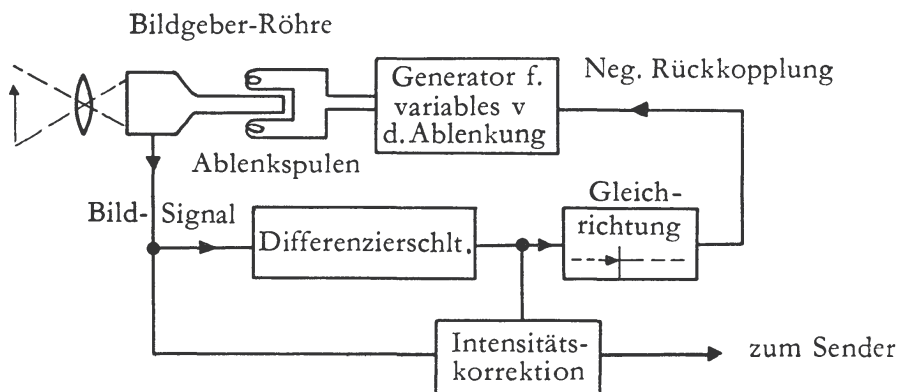 Bildgeber-Röhre
Generator f.
variables v
d. Ablenkung
Neg. Rückkopplung
Ablenkspulen
Bild-Signal
Differenzierschlt.
Gleich-
richtung
Intensitäts-
korrektion
zum Sender